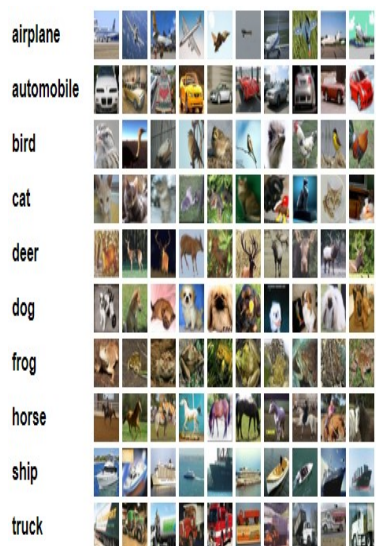 airplane
automobile
bird
cat
deer
dog
frog
horse
ship
truck